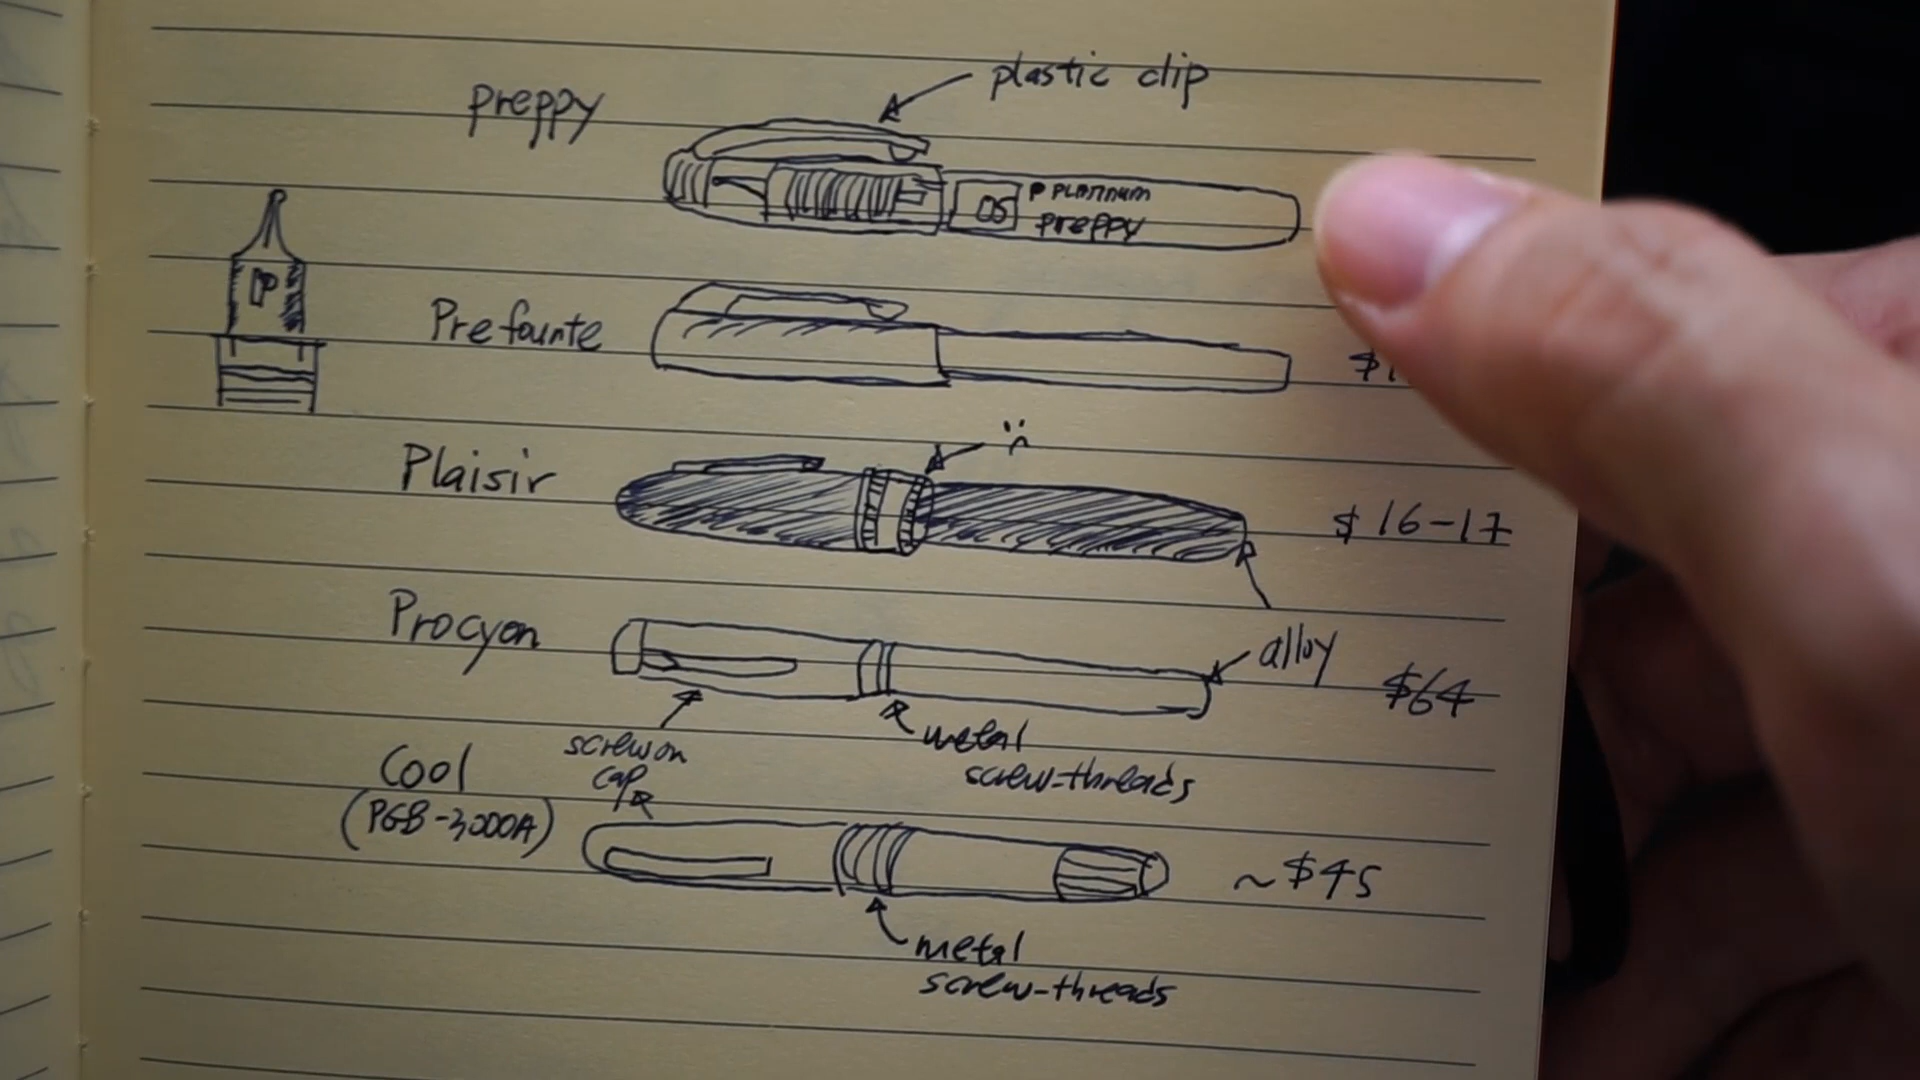 plastic clip
preppy
05 P PLATINUM
preppy
P
Prefounte
$1
Plaisir
$16-17
Procyon
alloy
$64
screw on
cap
metal
screw-threads
Cool
(PGB-3000A)
~$45
metal
screw-threads